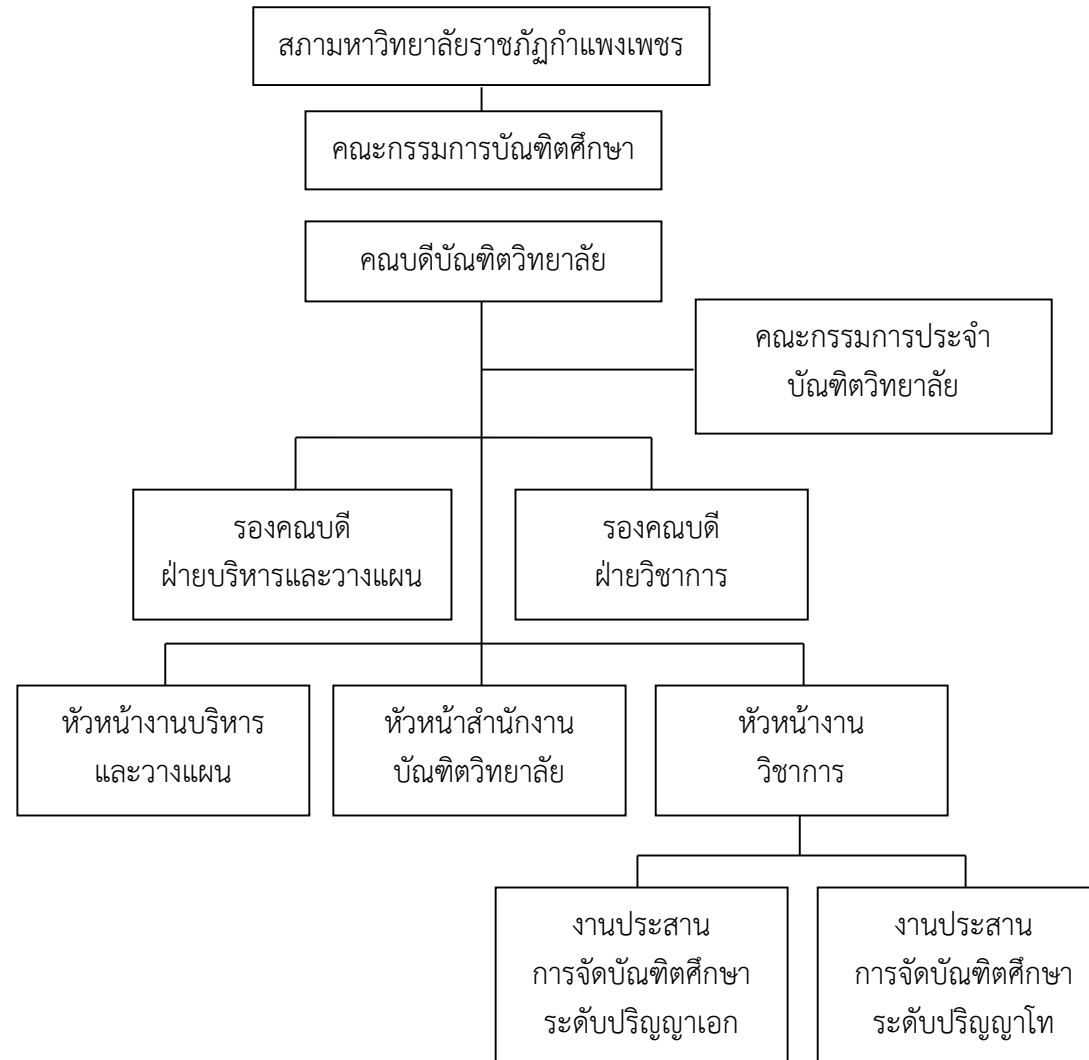 สภามหาวิทยาลัยราชภัฏกำแพงเพชร
คณะกรรมการบัณฑิตศึกษา
คณบดีบัณฑิตวิทยาลัย
คณะกรรมการประจำ
บัณฑิตวิทยาลัย
รองคณบดี
ฝ่ายบริหารและวางแผน
รองคณบดี
ฝ่ายวิชาการ
หัวหน้างานบริหาร
และวางแผน
หัวหน้าสำนักงาน
บัณฑิตวิทยาลัย
หัวหน้างาน
วิชาการ
งานประสาน
การจัดบัณฑิตศึกษา
ระดับปริญญาเอก
งานประสาน
การจัดบัณฑิตศึกษา
ระดับปริญญาโท